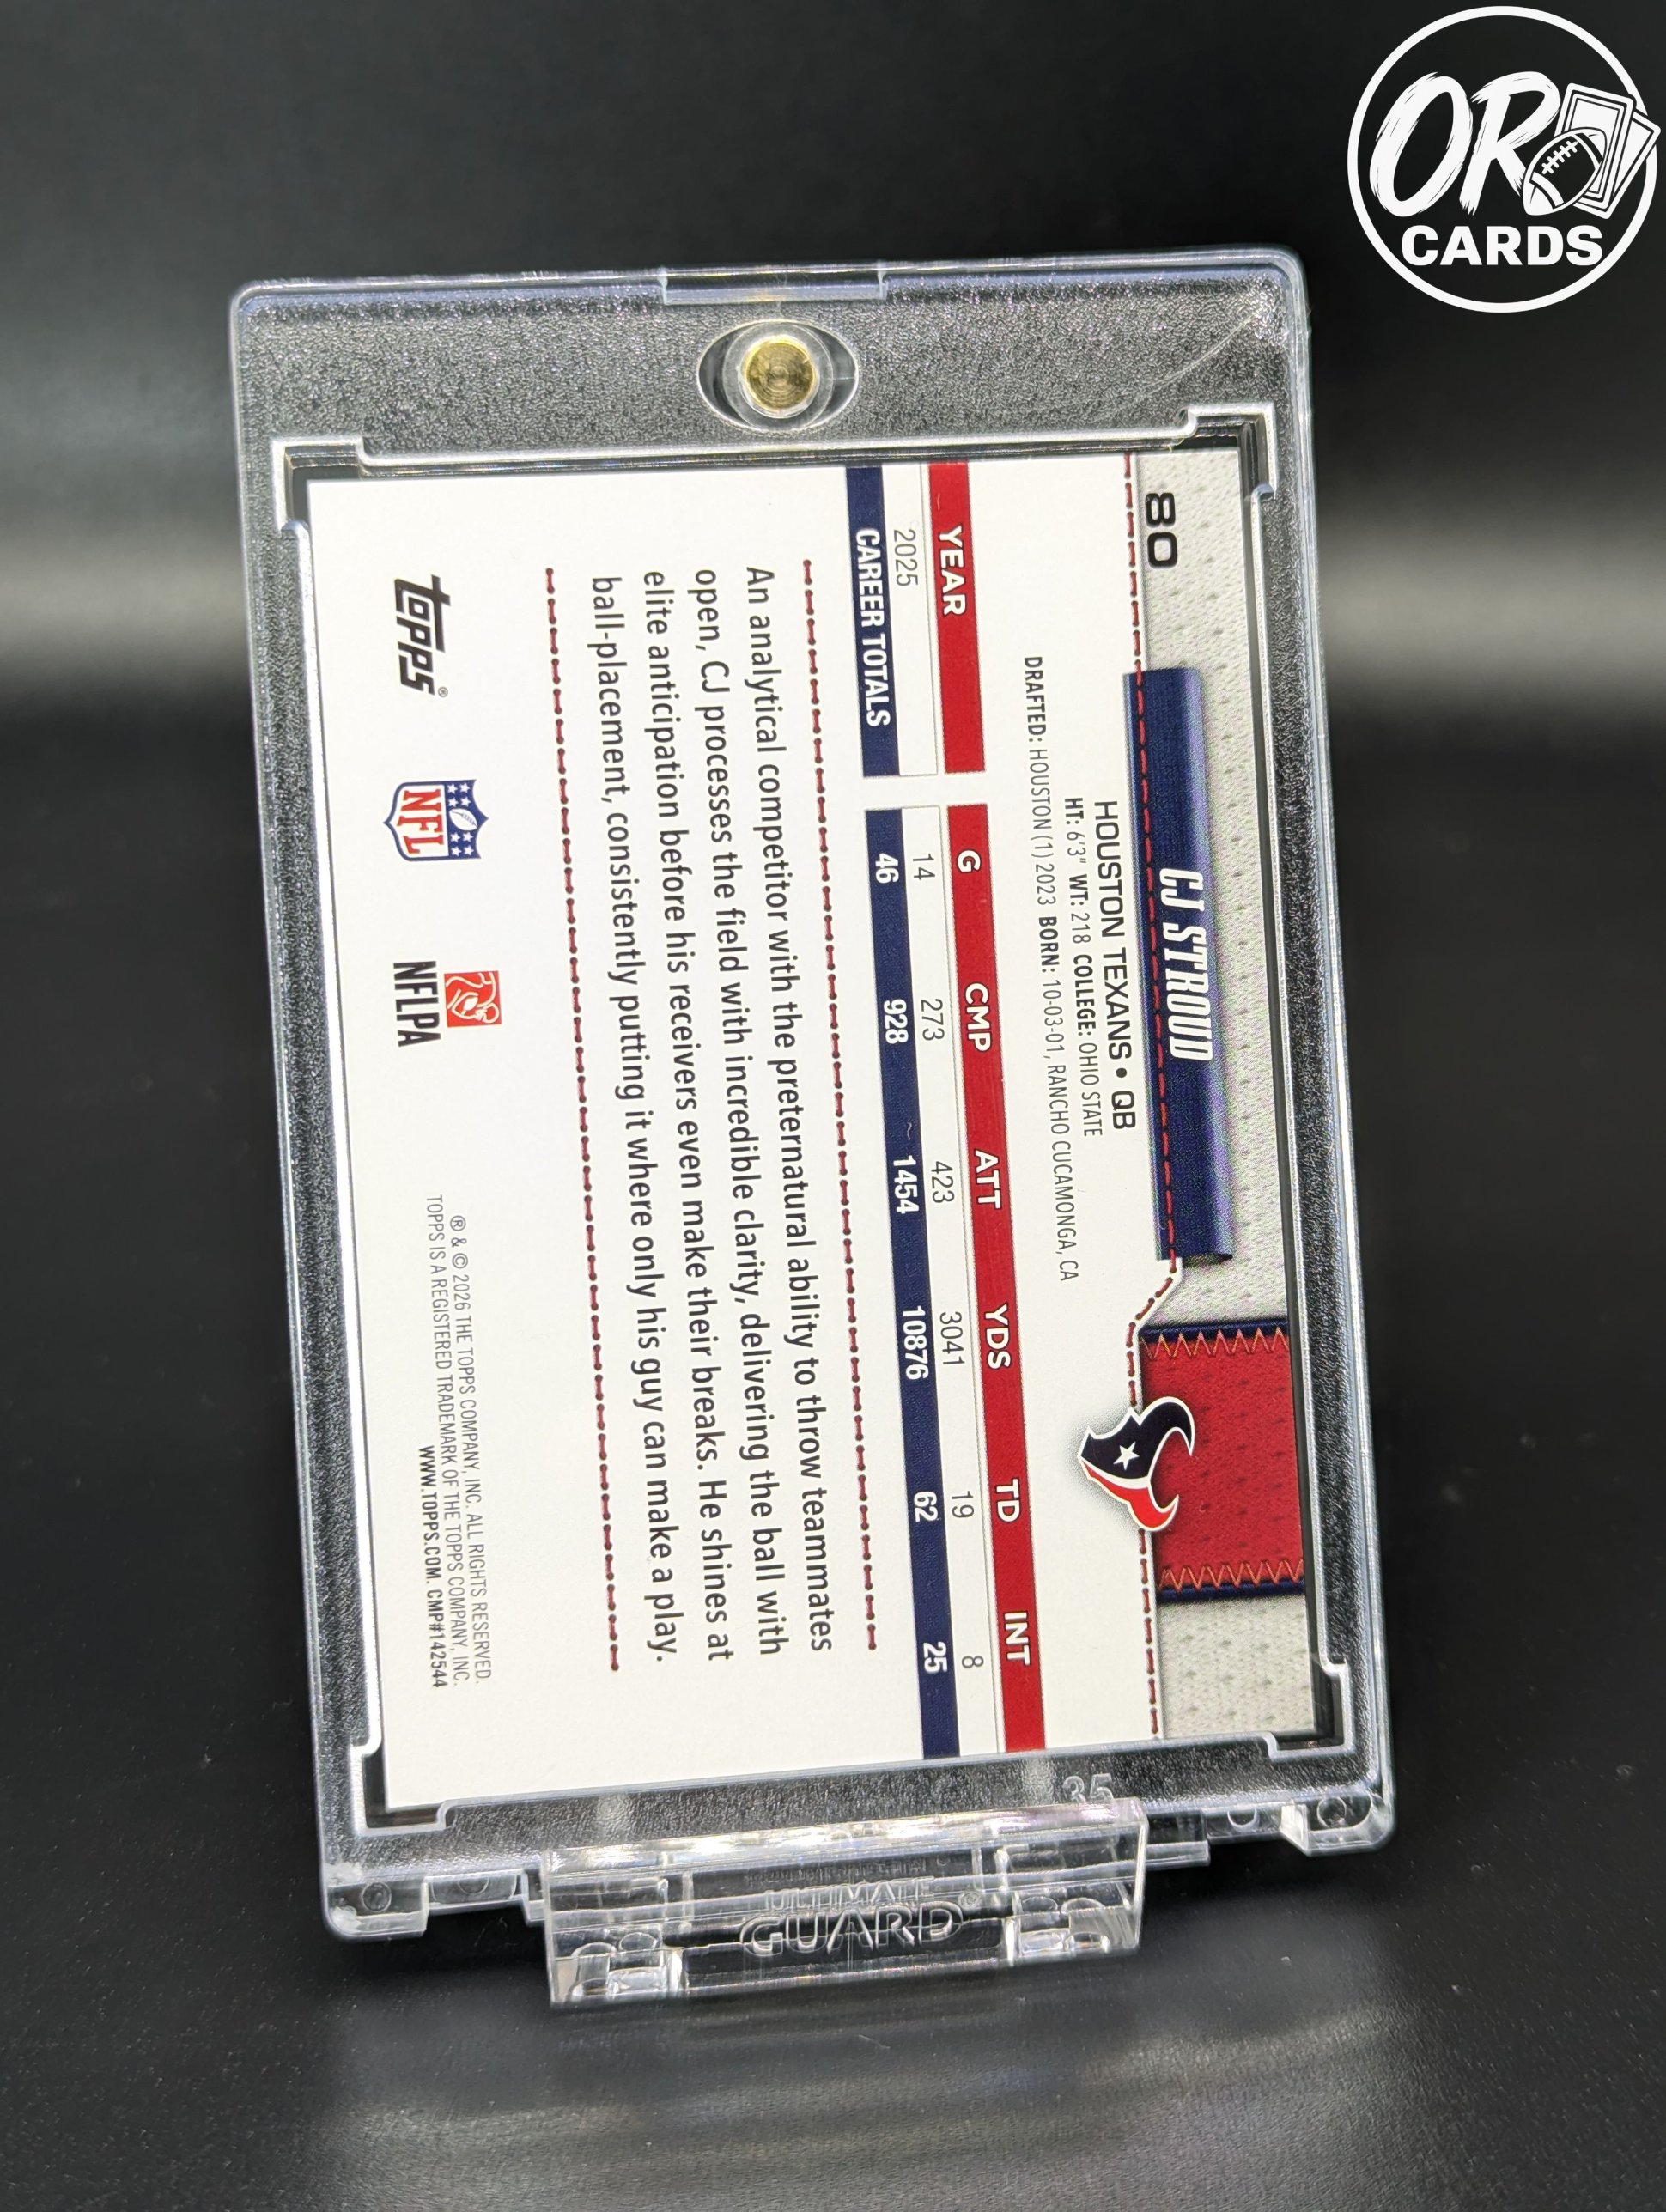 OR
CARDS
80
CJ STROUD
HOUSTON TEXANS • QB
HT: 6'3" WT: 218 COLLEGE: OHIO STATE
DRAFTED: HOUSTON (1) 2023 BORN: 10-03-01, RANCHO CUCAMONGA, CA
YEAR G CMP ATT YDS TD INT
2025 14 273 423 3041 19 8
CAREER TOTALS 46 928 1454 10876 62 25
An analytical competitor with the preternatural ability to throw teammates
open, CJ processes the field with incredible clarity, delivering the ball with
elite anticipation before his receivers even make their breaks. He shines at
ball-placement, consistently putting it where only his guy can make a play.
topps®
NFL
NFLPA
® & © 2026 THE TOPPS COMPANY, INC. ALL RIGHTS RESERVED.
TOPPS IS A REGISTERED TRADEMARK OF THE TOPPS COMPANY, INC.
WWW.TOPPS.COM. CMP#142544
35
ULTIMATE
GUARD®